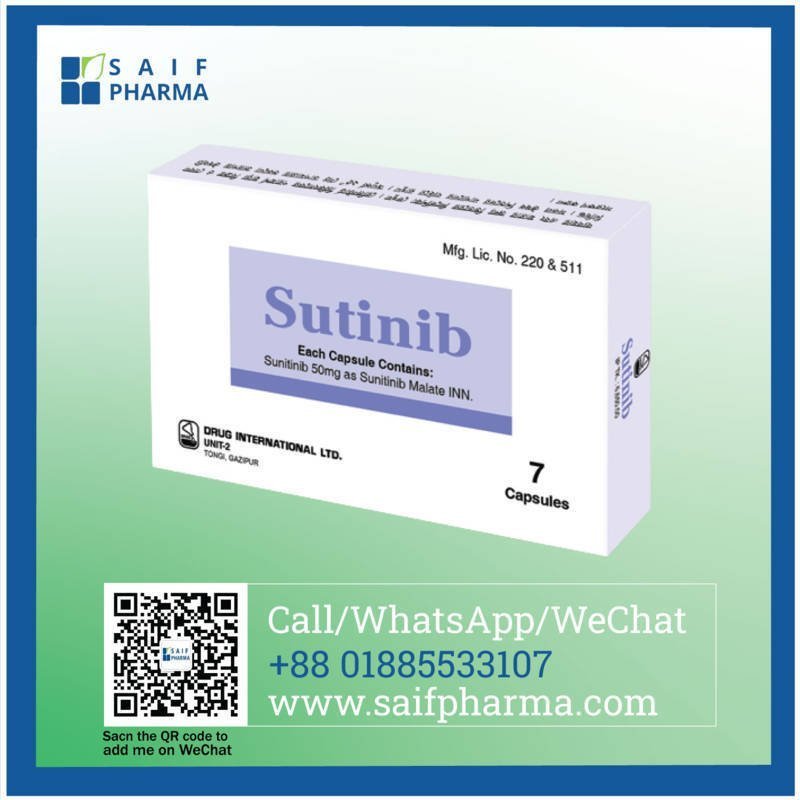 SAIF
PHARMA
Mfg. Lic. No. 220 & 511
Sutinib
Each Capsule Contains:
Sunitinib 50mg as Sunitinib Malate INN.
DRUG INTERNATIONAL LTD.
UNIT-2
TONGI, GAZIPUR
7
Capsules
Sutinib
SAIF
PHARMA
Call/WhatsApp/WeChat
+88 01885533107
www.saifpharma.com
Sacn the QR code to
add me on WeChat